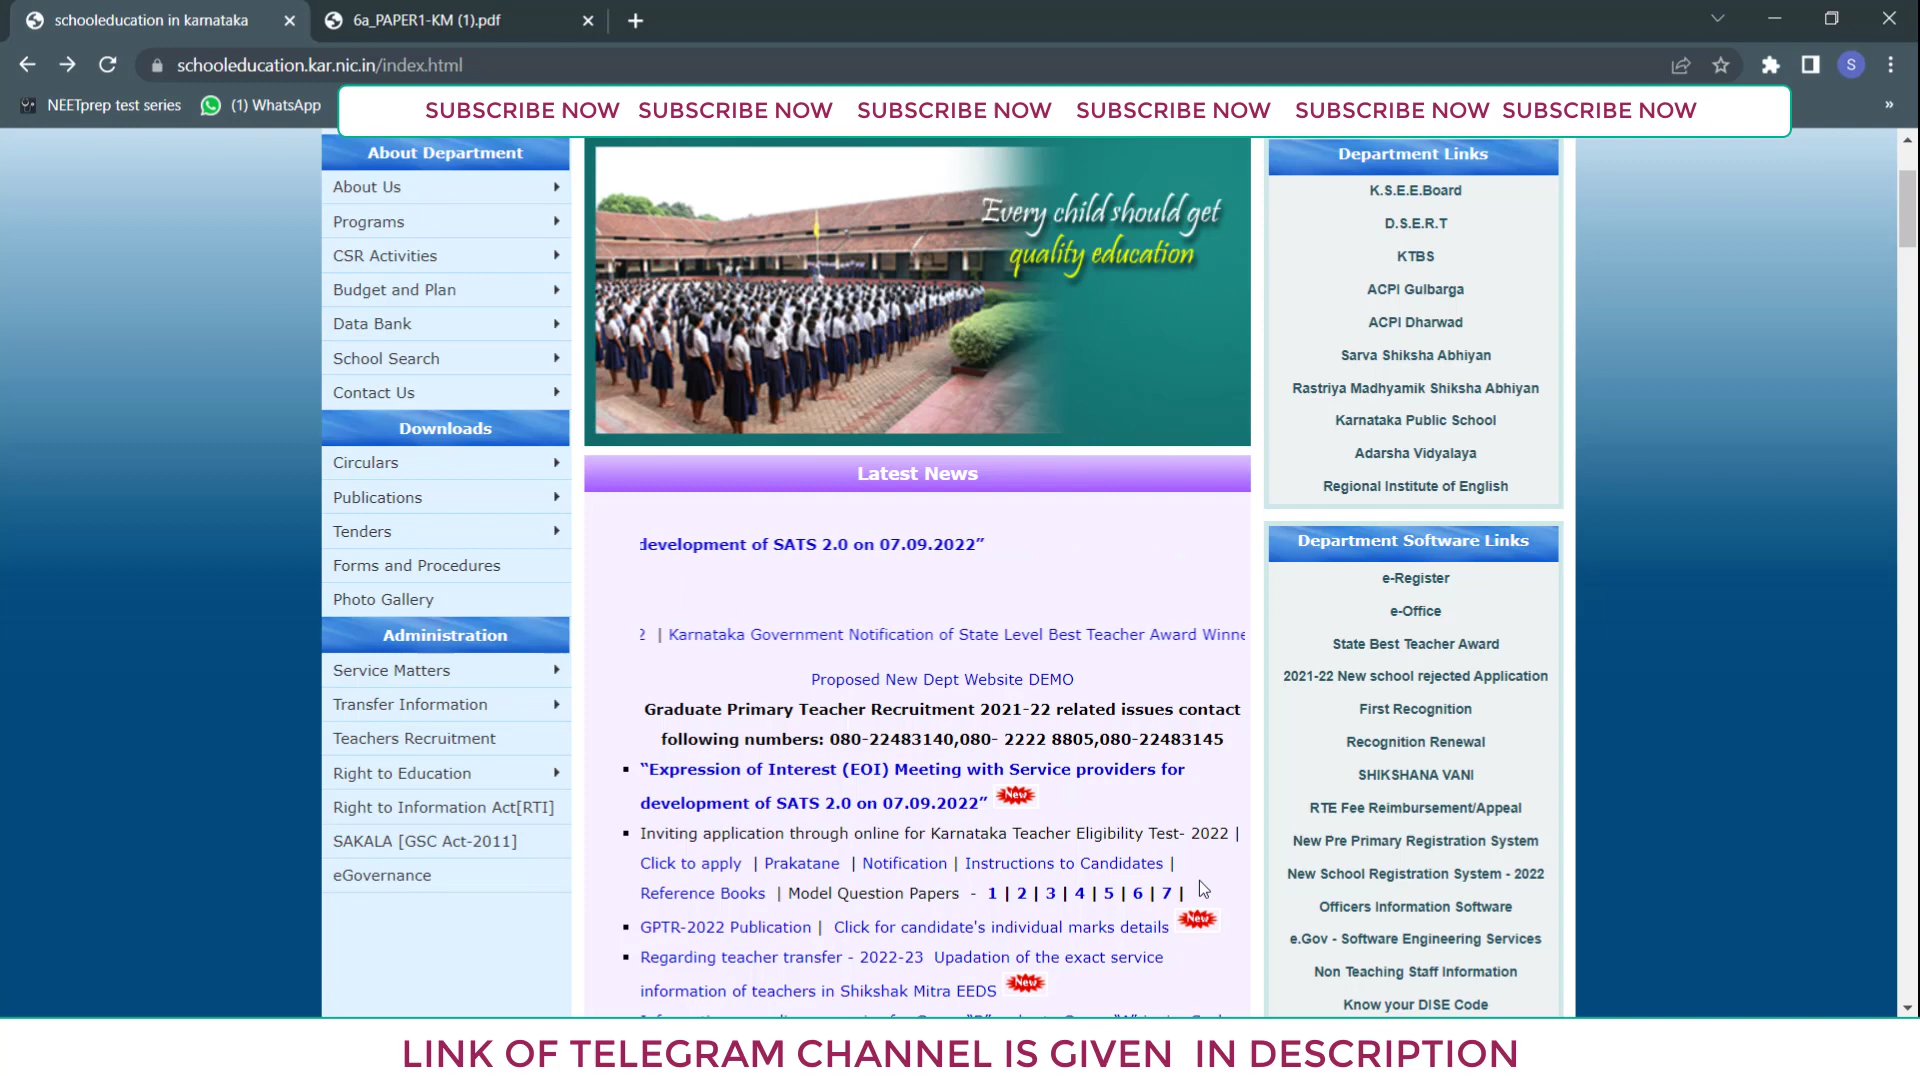 schooleducation in karnataka
6a_PAPER1-KM (1).pdf
schooleducation.kar.nic.in/index.html
S
NEETprep test series
(1) WhatsApp
»
SUBSCRIBE NOW SUBSCRIBE NOW SUBSCRIBE NOW SUBSCRIBE NOW SUBSCRIBE NOW SUBSCRIBE NOW
About Department
About Us
Programs
CSR Activities
Budget and Plan
Data Bank
School Search
Contact Us
Downloads
Circulars
Publications
Tenders
Forms and Procedures
Photo Gallery
Administration
Service Matters
Transfer Information
Teachers Recruitment
Right to Education
Right to Information Act[RTI]
SAKALA [GSC Act-2011]
eGovernance
Every child should get
quality education
Latest News
development of SATS 2.0 on 07.09.2022”
2 | Karnataka Government Notification of State Level Best Teacher Award Winne
Proposed New Dept Website DEMO
Graduate Primary Teacher Recruitment 2021-22 related issues contact
following numbers: 080-22483140,080- 2222 8805,080-22483145
“Expression of Interest (EOI) Meeting with Service providers for
development of SATS 2.0 on 07.09.2022” New
Inviting application through online for Karnataka Teacher Eligibility Test- 2022 |
Click to apply | Prakatane | Notification | Instructions to Candidates |
Reference Books | Model Question Papers - 1 | 2 | 3 | 4 | 5 | 6 | 7 |
GPTR-2022 Publication | Click for candidate's individual marks details New
Regarding teacher transfer - 2022-23 Upadation of the exact service
information of teachers in Shikshak Mitra EEDS New
Department Links
K.S.E.E.Board
D.S.E.R.T
KTBS
ACPI Gulbarga
ACPI Dharwad
Sarva Shiksha Abhiyan
Rastriya Madhyamik Shiksha Abhiyan
Karnataka Public School
Adarsha Vidyalaya
Regional Institute of English
Department Software Links
e-Register
e-Office
State Best Teacher Award
2021-22 New school rejected Application
First Recognition
Recognition Renewal
SHIKSHANA VANI
RTE Fee Reimbursement/Appeal
New Pre Primary Registration System
New School Registration System - 2022
Officers Information Software
e.Gov - Software Engineering Services
Non Teaching Staff Information
Know your DISE Code
LINK OF TELEGRAM CHANNEL IS GIVEN IN DESCRIPTION